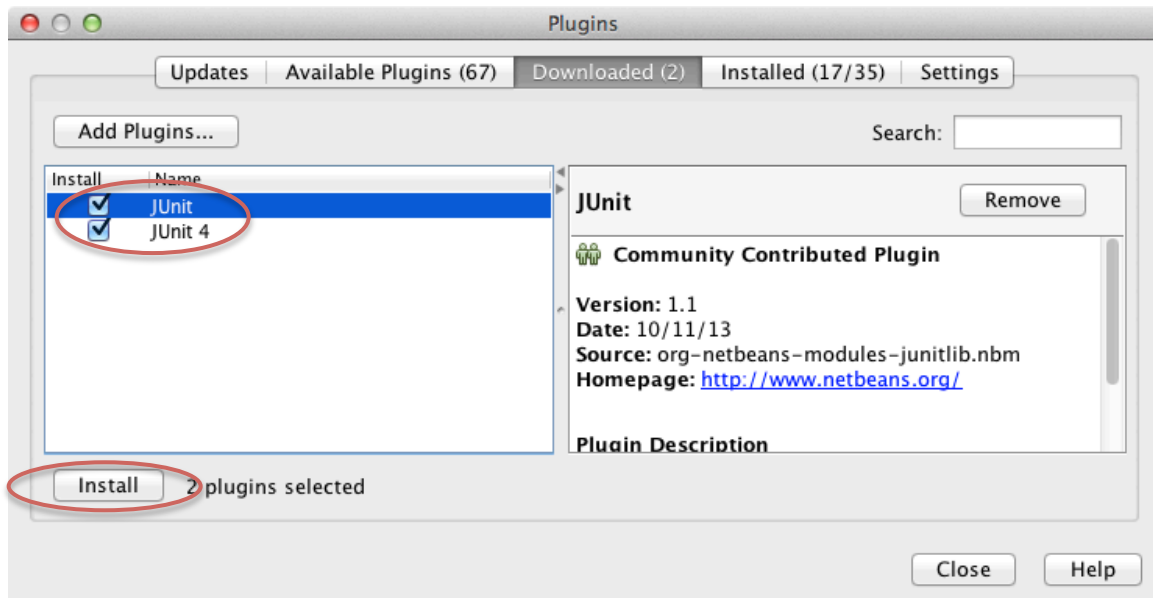 Plugins
Updates Available Plugins (67) Downloaded (2) Installed (17/35) Settings
Add Plugins... Search:
Install Name
JUnit
JUnit 4
JUnit Remove
Community Contributed Plugin
Version: 1.1
Date: 10/11/13
Source: org-netbeans-modules-junitlib.nbm
Homepage: http://www.netbeans.org/
Plugin Description
Install 2 plugins selected
Close Help